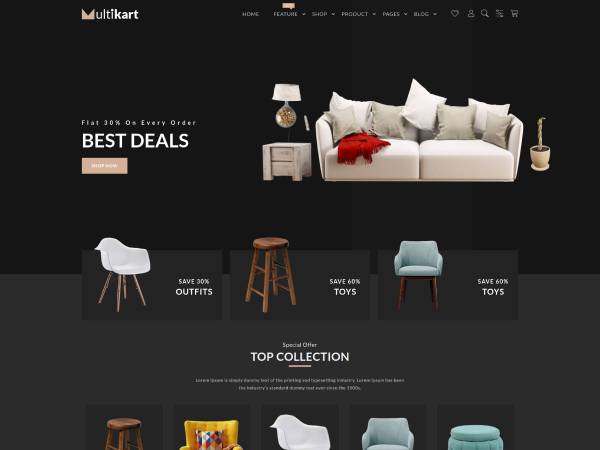 Multikart
HOME FEATURE SHOP PRODUCT PAGES BLOG
Flat 30% On Every Order
BEST DEALS
SHOP NOW
SAVE 30%
OUTFITS
SAVE 60%
TOYS
SAVE 60%
TOYS
Special Offer
TOP COLLECTION
Lorem Ipsum is simply dummy text of the printing and typesetting industry. Lorem Ipsum has been
the industry's standard dummy text ever since the 1500s.